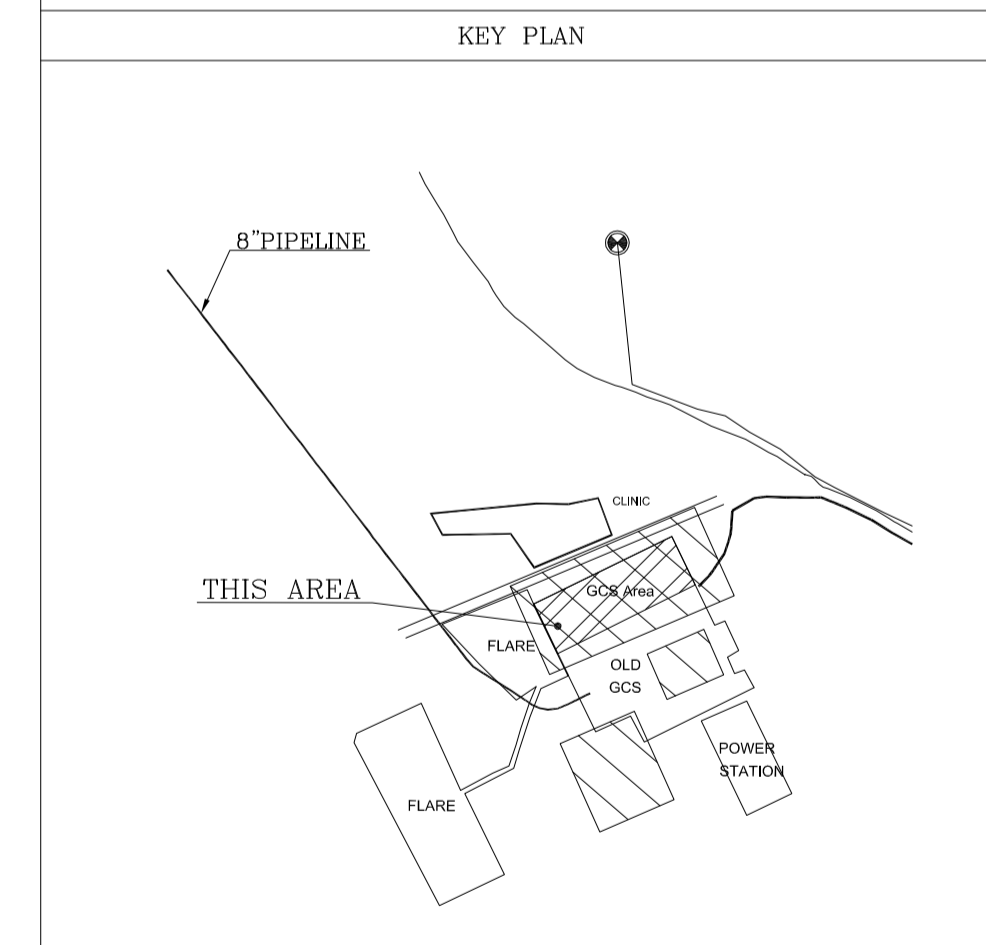 KEY PLAN
8"PIPELINE
CLINIC
THIS AREA
GCS Area
FLARE
OLD
GCS
POWER
STATION
FLARE